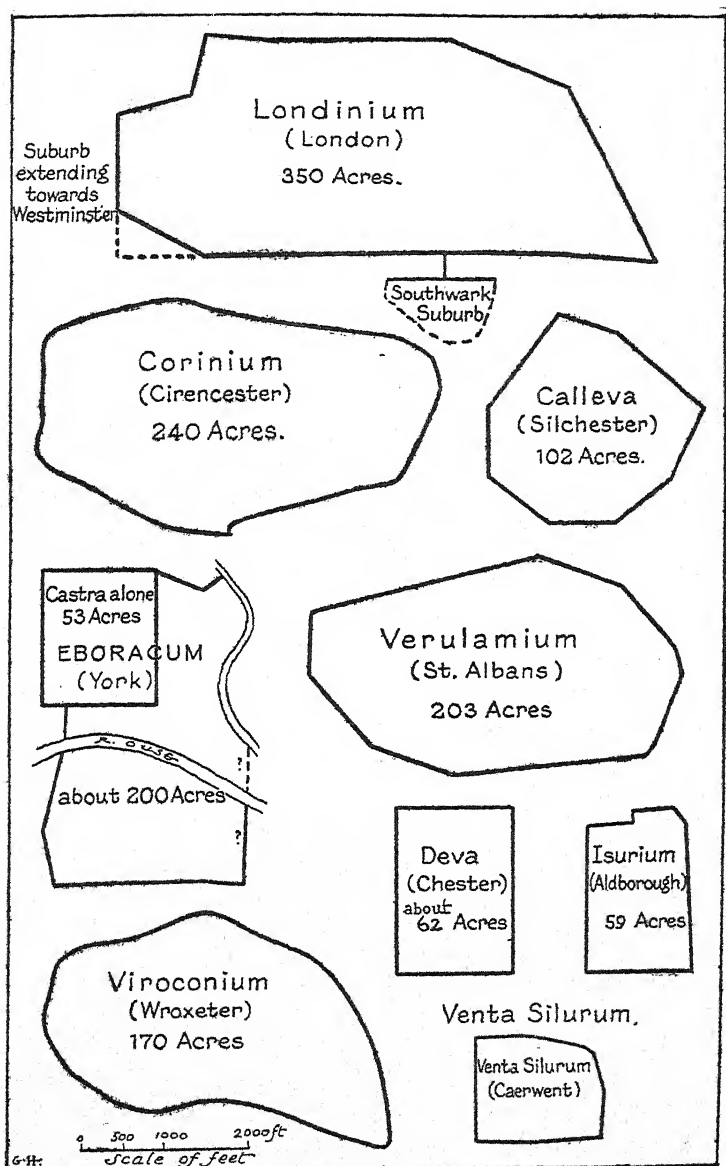 Londinium
(London)
350 Acres.
Suburb
extending
towards
Westminster
Southwark
Suburb
Corinium
(Cirencester)
240 Acres.
Calleva
(Silchester)
102 Acres.
Castra alone
53 Acres
EBORACUM
(York)
R. OUSE
?
about 200 Acres
?
Verulamium
(St. Albans)
203 Acres
Deva
(Chester)
about
62 Acres
Isurium
(Aldborough)
59 Acres
Viroconium
(Wroxeter)
170 Acres
Venta Silurum.
Venta Silurum
(Caerwent)
0 500 1000 2000 ft
Scale of feet
G.H.